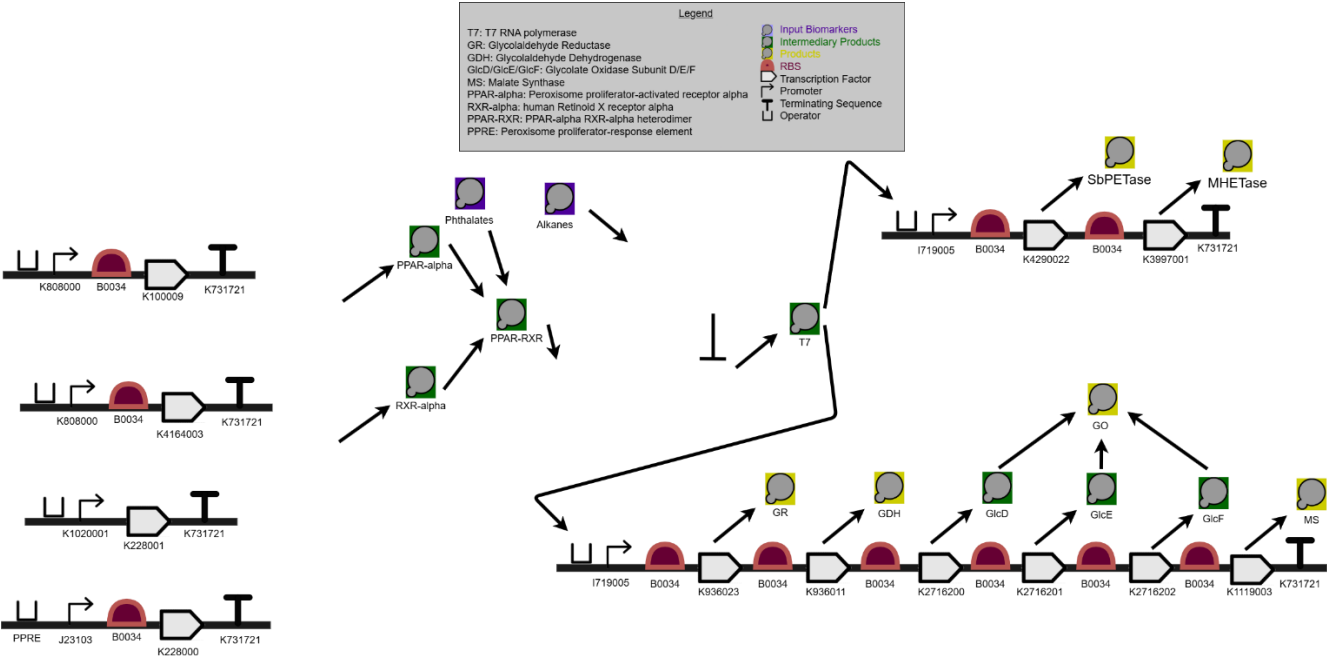 Legend
T7: T7 RNA polymerase
GR: Glycolaldehyde Reductase
GDH: Glycolaldehyde Dehydrogenase
GlcD/GlcE/GlcF: Glycolate Oxidase Subunit D/E/F
MS: Malate Synthase
PPAR-alpha: Peroxisome proliferator-activated receptor alpha
RXR-alpha: human Retinoid X receptor alpha
PPAR-RXR: PPAR-alpha RXR-alpha heterodimer
PPRE: Peroxisome proliferator-response element
Input Biomarkers
Intermediary Products
Products
RBS
Transcription Factor
Promoter
Terminating Sequence
Operator
SbPETase
MHETase
I719005
B0034
K4290022
B0034
K3997001
K731721
Phthalates
Alkanes
PPAR-alpha
PPAR-RXR
T7
RXR-alpha
K808000
B0034
K100009
K731721
K808000
B0034
K4164003
K731721
K1020001
K228001
K731721
PPRE
J23103
B0034
K228000
K731721
GO
GR
GDH
GlcD
GlcE
GlcF
MS
I719005
B0034
K936023
B0034
K936011
B0034
K2716200
B0034
K2716201
B0034
K2716202
B0034
K1119003
K731721